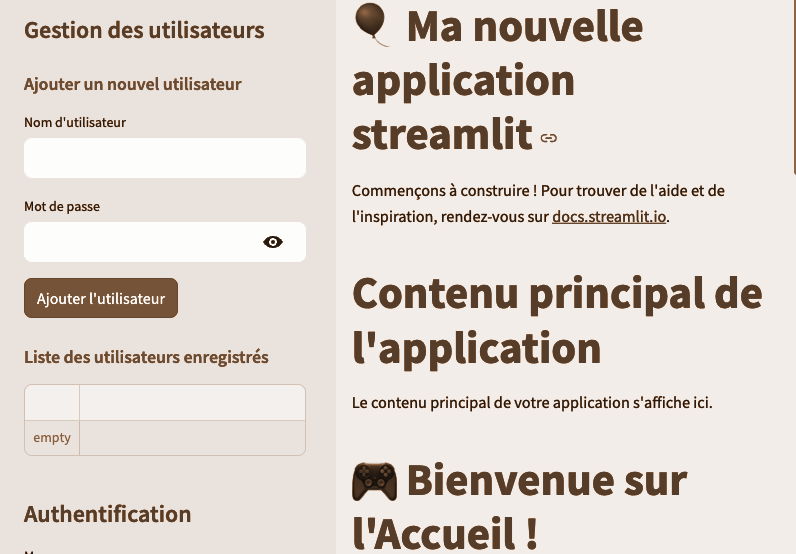 Gestion des utilisateurs
Ajouter un nouvel utilisateur
Nom d'utilisateur
Mot de passe
Ajouter l'utilisateur
Liste des utilisateurs enregistrés
empty
Authentification
Ma nouvelle
application
streamlit
Commençons à construire ! Pour trouver de l'aide et de
l'inspiration, rendez-vous sur docs.streamlit.io.
Contenu principal de
l'application
Le contenu principal de votre application s'affiche ici.
Bienvenue sur
l'Accueil !